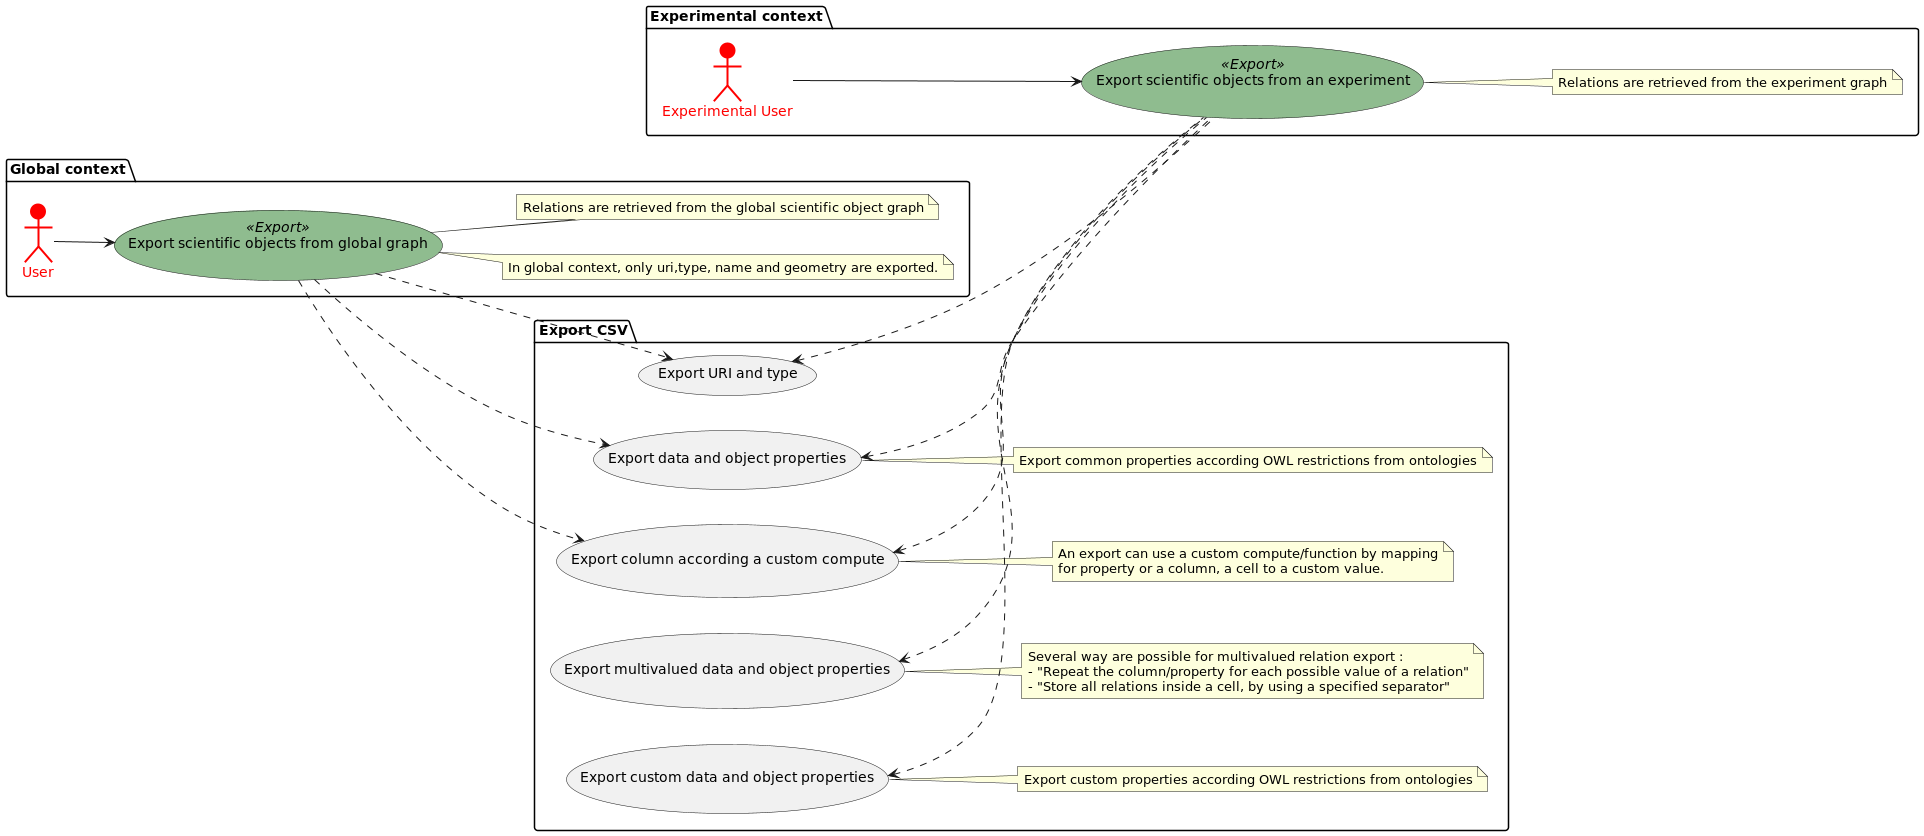 Experimental context
«Export»
Export scientific objects from an experiment
Relations are retrieved from the experiment graph
Experimental User
Global context
Relations are retrieved from the global scientific object graph
«Export»
Export scientific objects from global graph
In global context, only uri,type, name and geometry are exported.
User
Export CSV
Export URI and type
Export data and object properties
Export common properties according OWL restrictions from ontologies
Export column according a custom compute
An export can use a custom compute/function by mapping
for property or a column, a cell to a custom value.
Export multivalued data and object properties
Several way are possible for multivalued relation export :
- "Repeat the column/property for each possible value of a relation"
- "Store all relations inside a cell, by using a specified separator"
Export custom data and object properties
Export custom properties according OWL restrictions from ontologies